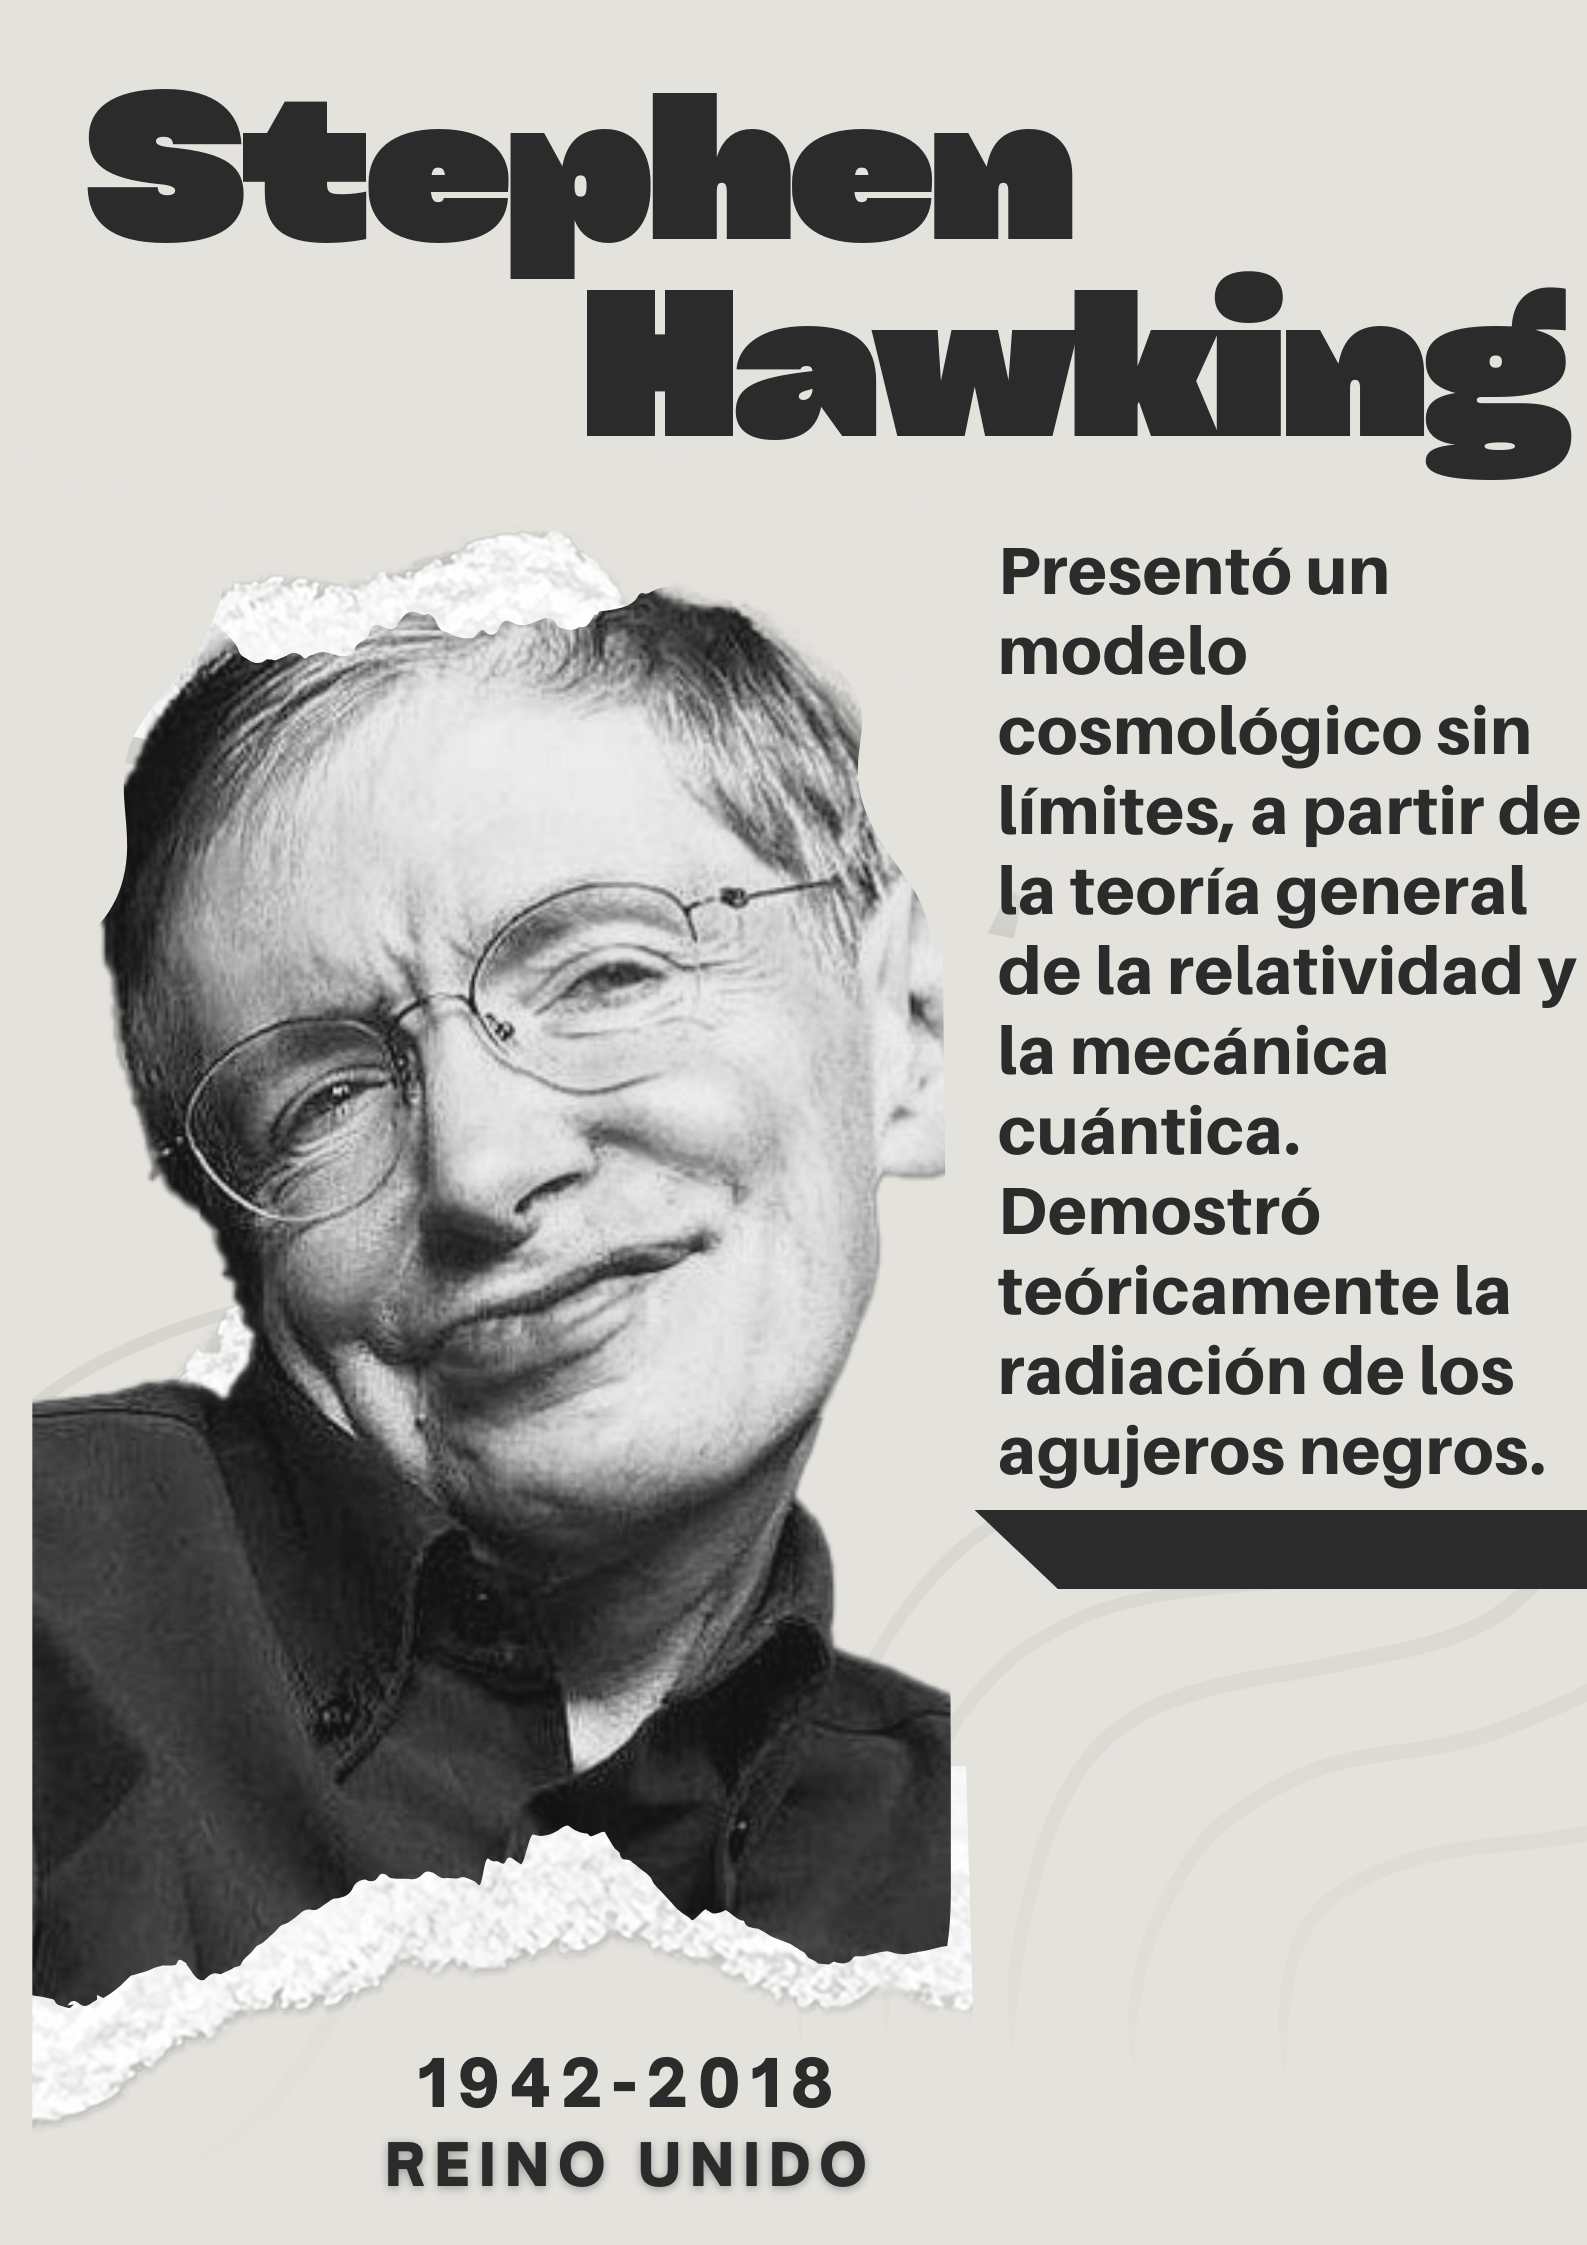 Stephen
Hawking
Presentó un
modelo
cosmológico sin
límites, a partir de
la teoría general
de la relatividad y
la mecánica
cuántica.
Demostró
teóricamente la
radiación de los
agujeros negros.
1942-2018
REINO UNIDO